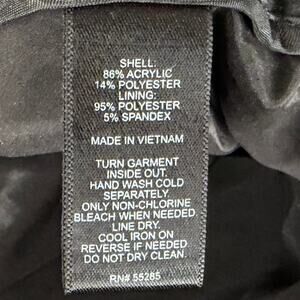 SHELL:
86% ACRYLIC
14% POLYESTER
LINING:
95% POLYESTER
5% SPANDEX
MADE IN VIETNAM
TURN GARMENT
INSIDE OUT.
HAND WASH COLD
SEPARATELY.
ONLY NON-CHLORINE
BLEACH WHEN NEEDED.
LINE DRY.
COOL IRON ON
REVERSE IF NEEDED.
DO NOT DRY CLEAN.
RN# 55285